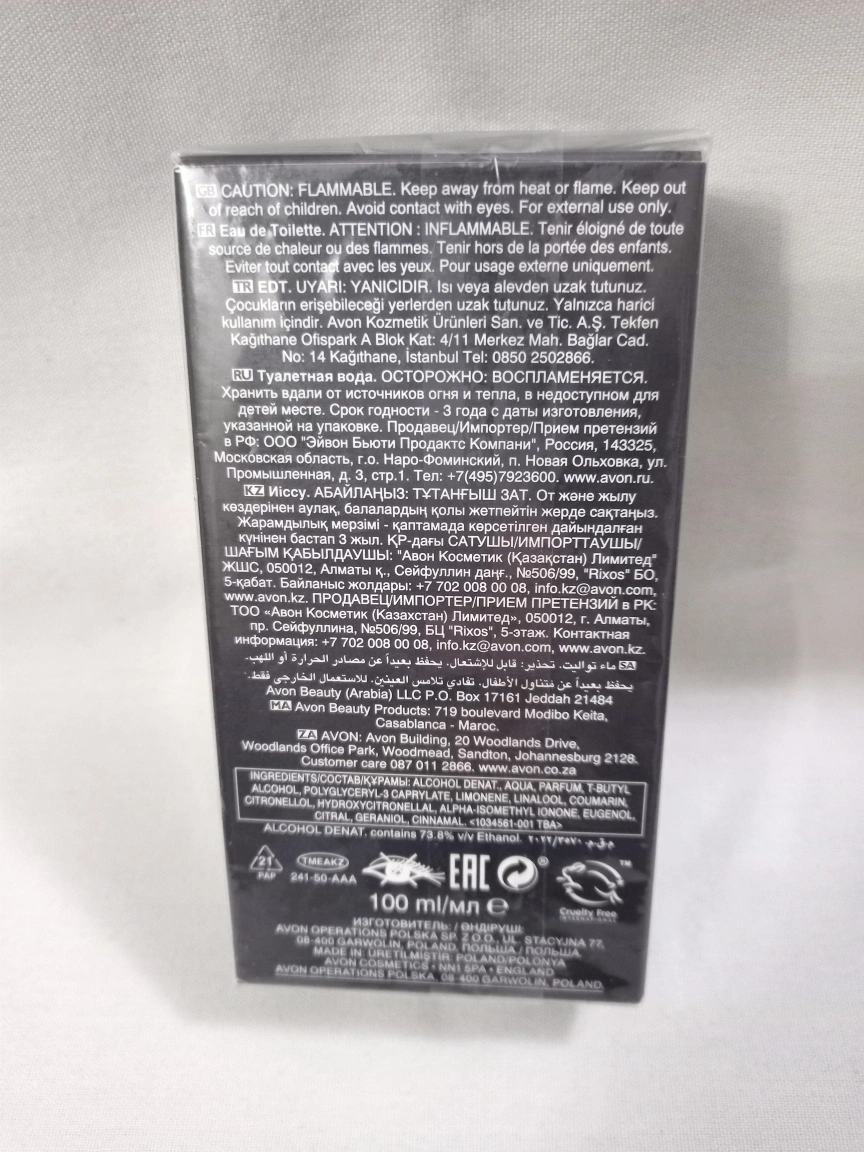 GB CAUTION: FLAMMABLE. Keep away from heat or flame. Keep out
of reach of children. Avoid contact with eyes. For external use only.
FR Eau de Toilette. ATTENTION : INFLAMMABLE. Tenir éloigné de toute
source de chaleur ou des flammes. Tenir hors de la portée des enfants.
Eviter tout contact avec les yeux. Pour usage externe uniquement.
TR EDT. UYARI: YANICIDIR. Isı veya alevden uzak tutunuz.
Çocukların erişebileceği yerlerden uzak tutunuz. Yalnızca harici
kullanım içindir. Avon Kozmetik Ürünleri San. ve Tic. A.Ş. Tekfen
Kağıthane Ofispark A Blok Kat: 4/11 Merkez Mah. Bağlar Cad.
No: 14 Kağıthane, İstanbul Tel: 0850 2502866.
RU Туалетная вода. ОСТОРОЖНО: ВОСПЛАМЕНЯЕТСЯ.
Хранить вдали от источников огня и тепла, в недоступном для
детей месте. Срок годности - 3 года с даты изготовления,
указанной на упаковке. Продавец/Импортер/Прием претензий
в РФ: ООО "Эйвон Бьюти Продактс Компани", Россия, 143325,
Московская область, г.о. Наро-Фоминский, п. Новая Ольховка, ул.
Промышленная, д. 3, стр.1. Тел: +7(495)7923600. www.avon.ru.
KZ Иіссу. АБАЙЛАҢЫЗ: ТҰТАНҒЫШ ЗАТ. От және жылу
көздерінен аулақ, балалардың қолы жетпейтін жерде сақтаңыз.
Жарамдылық мерзімі - қаптамада көрсетілген дайындалған
күнінен бастап 3 жыл. ҚР-дағы САТУШЫ/ИМПОРТТАУШЫ/
ШАҒЫМ ҚАБЫЛДАУШЫ: "Авон Косметик (Қазақстан) Лимитед"
ЖШС, 050012, Алматы қ., Сейфуллин даңғ., №506/99, "Rixos" БО,
5-қабат. Байланыс жолдары: +7 702 008 00 08, info.kz@avon.com,
www.avon.kz. ПРОДАВЕЦ/ИМПОРТЕР/ПРИЕМ ПРЕТЕНЗИЙ в РК:
ТОО «Авон Косметик (Казахстан) Лимитед», 050012, г. Алматы,
пр. Сейфуллина, №506/99, БЦ "Rixos", 5-этаж. Контактная
информация: +7 702 008 00 08, info.kz@avon.com, www.avon.kz.
SA ماء تواليت. تحذير: قابل للإشتعال. يحفظ بعيداً عن مصادر الحرارة أو اللهب.
يحفظ بعيداً عن متناول الأطفال. تفادي تلامس العينين. للاستعمال الخارجي فقط.
Avon Beauty (Arabia) LLC P.O. Box 17161 Jeddah 21484
MA Avon Beauty Products: 719 boulevard Modibo Keita,
Casablanca - Maroc.
ZA AVON: Avon Building, 20 Woodlands Drive,
Woodlands Office Park, Woodmead, Sandton, Johannesburg 2128.
Customer care 087 011 2866. www.avon.co.za
INGREDIENTS/СОСТАВ/ҚҰРАМЫ: ALCOHOL DENAT., AQUA, PARFUM, T-BUTYL
ALCOHOL, POLYGLYCERYL-3 CAPRYLATE, LIMONENE, LINALOOL, COUMARIN,
CITRONELLOL, HYDROXYCITRONELLAL, ALPHA-ISOMETHYL IONONE, EUGENOL,
CITRAL, GERANIOL, CINNAMAL. <1034561-001 TBA>
ALCOHOL DENAT. contains 73.8% v/v Ethanol. م.ق.م. ٢٠٢٢/٣٥٧٠
21
PAP
TMEAKZ
241-50-AAA
EAC
®
TM
Cruelty Free
INTERNATIONAL
100 ml/мл ℮
ИЗГОТОВИТЕЛЬ: / ӨНДІРУШІ:
AVON OPERATIONS POLSKA SP. Z O.O., UL. STACYJNA 77,
08-400 GARWOLIN, POLAND. ПОЛЬША / ПОЛЬША
MADE IN: ÜRETİLMİŞTİR: POLAND/POLONYA
AVON COSMETICS • NN1 5PA • ENGLAND
AVON OPERATIONS POLSKA, 08-400 GARWOLIN, POLAND.